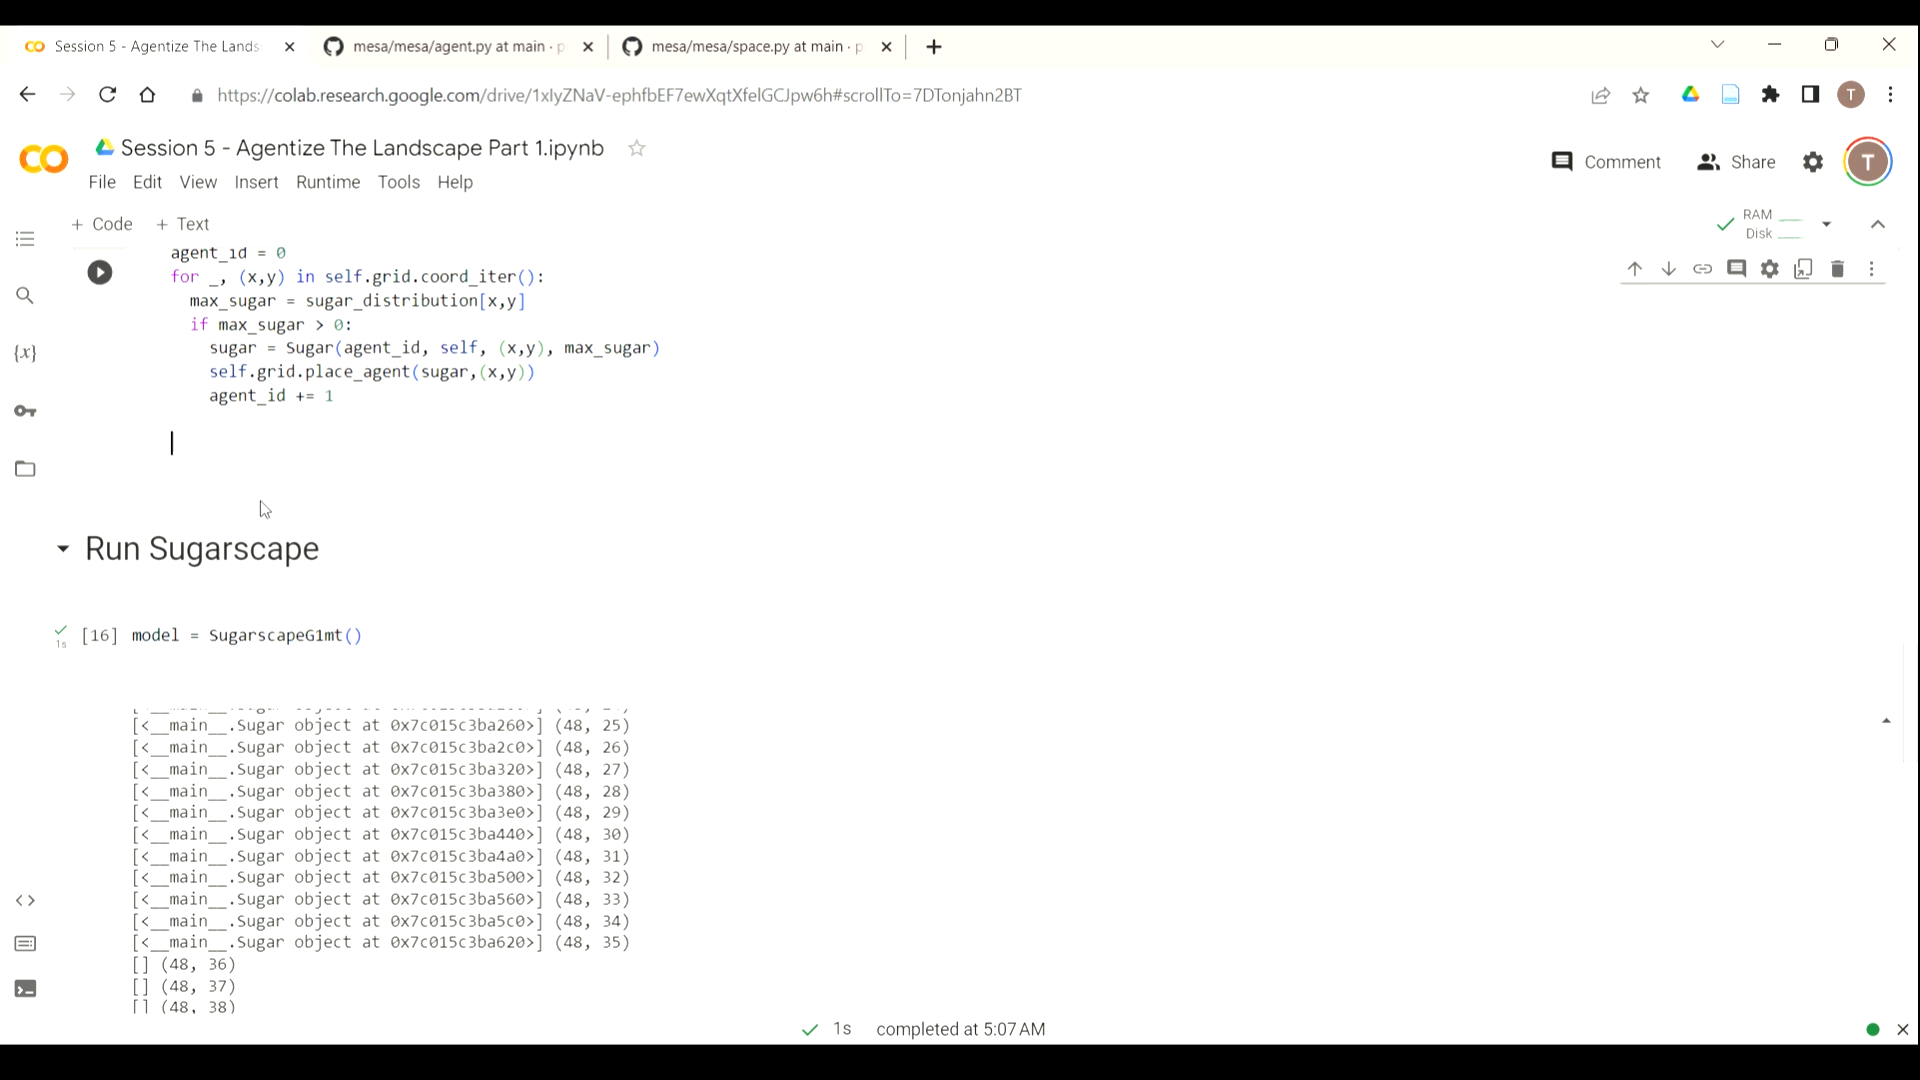 Session 5 - Agentize The Lands
mesa/mesa/agent.py at main · p
mesa/mesa/space.py at main · p
https://colab.research.google.com/drive/1xIyZNaV-ephfbEF7ewXqtXfelGCJpw6h#scrollTo=7DTonjahn2BT
T
Session 5 - Agentize The Landscape Part 1.ipynb
File Edit View Insert Runtime Tools Help
Comment
Share
T
+ Code + Text
RAM
Disk
agent_id = 0
for _, (x,y) in self.grid.coord_iter():
max_sugar = sugar_distribution[x,y]
if max_sugar > 0:
sugar = Sugar(agent_id, self, (x,y), max_sugar)
self.grid.place_agent(sugar,(x,y))
agent_id += 1
{x}
Run Sugarscape
1s
[16] model = SugarscapeG1mt()
[<__main__.Sugar object at 0x7c015c3ba260>] (48, 25)
[<__main__.Sugar object at 0x7c015c3ba2c0>] (48, 26)
[<__main__.Sugar object at 0x7c015c3ba320>] (48, 27)
[<__main__.Sugar object at 0x7c015c3ba380>] (48, 28)
[<__main__.Sugar object at 0x7c015c3ba3e0>] (48, 29)
[<__main__.Sugar object at 0x7c015c3ba440>] (48, 30)
[<__main__.Sugar object at 0x7c015c3ba4a0>] (48, 31)
[<__main__.Sugar object at 0x7c015c3ba500>] (48, 32)
[<__main__.Sugar object at 0x7c015c3ba560>] (48, 33)
[<__main__.Sugar object at 0x7c015c3ba5c0>] (48, 34)
[<__main__.Sugar object at 0x7c015c3ba620>] (48, 35)
[] (48, 36)
[] (48, 37)
[] (48, 38)
1s completed at 5:07 AM